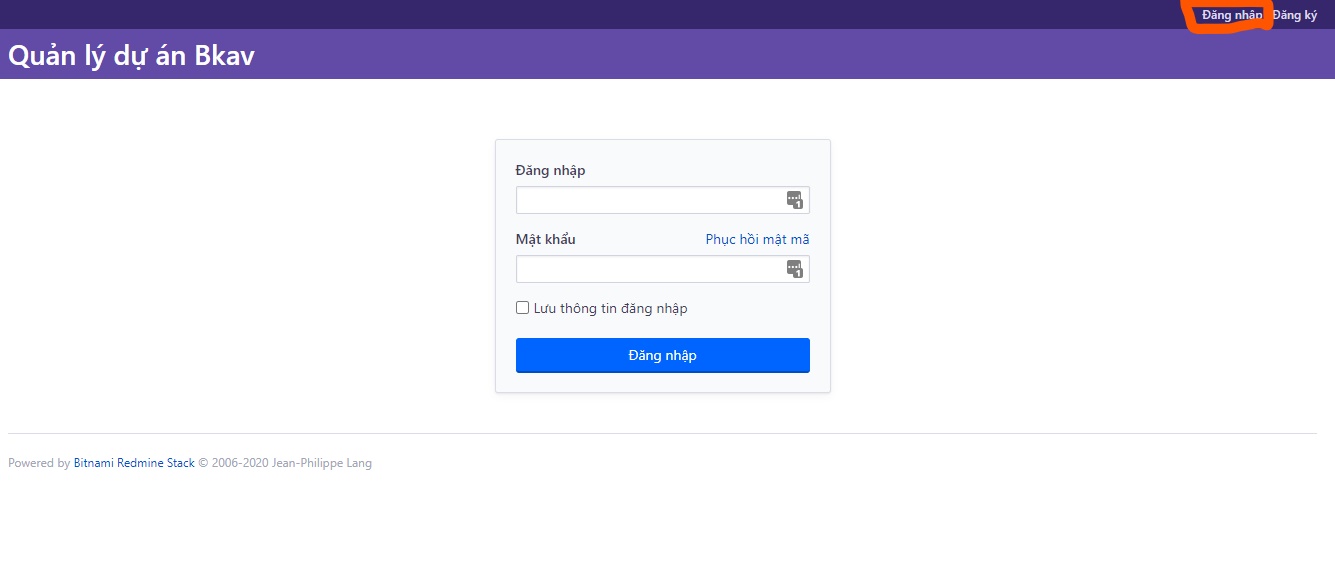 Đăng nhập Đăng ký
Quản lý dự án Bkav
Đăng nhập
Mật khẩu Phục hồi mật mã
Lưu thông tin đăng nhập
Đăng nhập
Powered by Bitnami Redmine Stack © 2006-2020 Jean-Philippe Lang